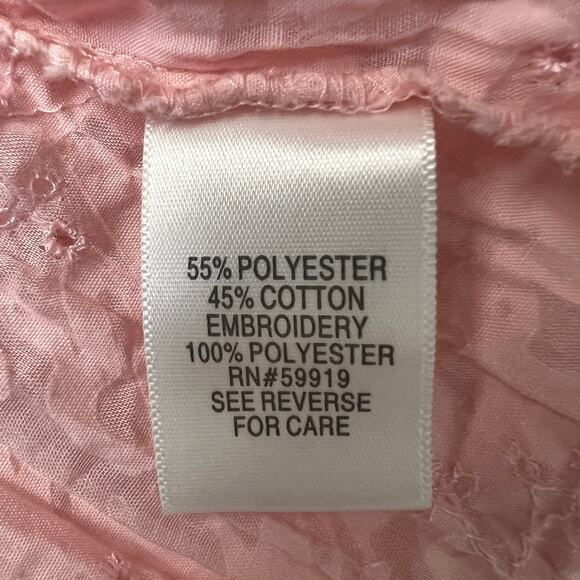 55% POLYESTER
45% COTTON
EMBROIDERY
100% POLYESTER
RN#59919
SEE REVERSE
FOR CARE